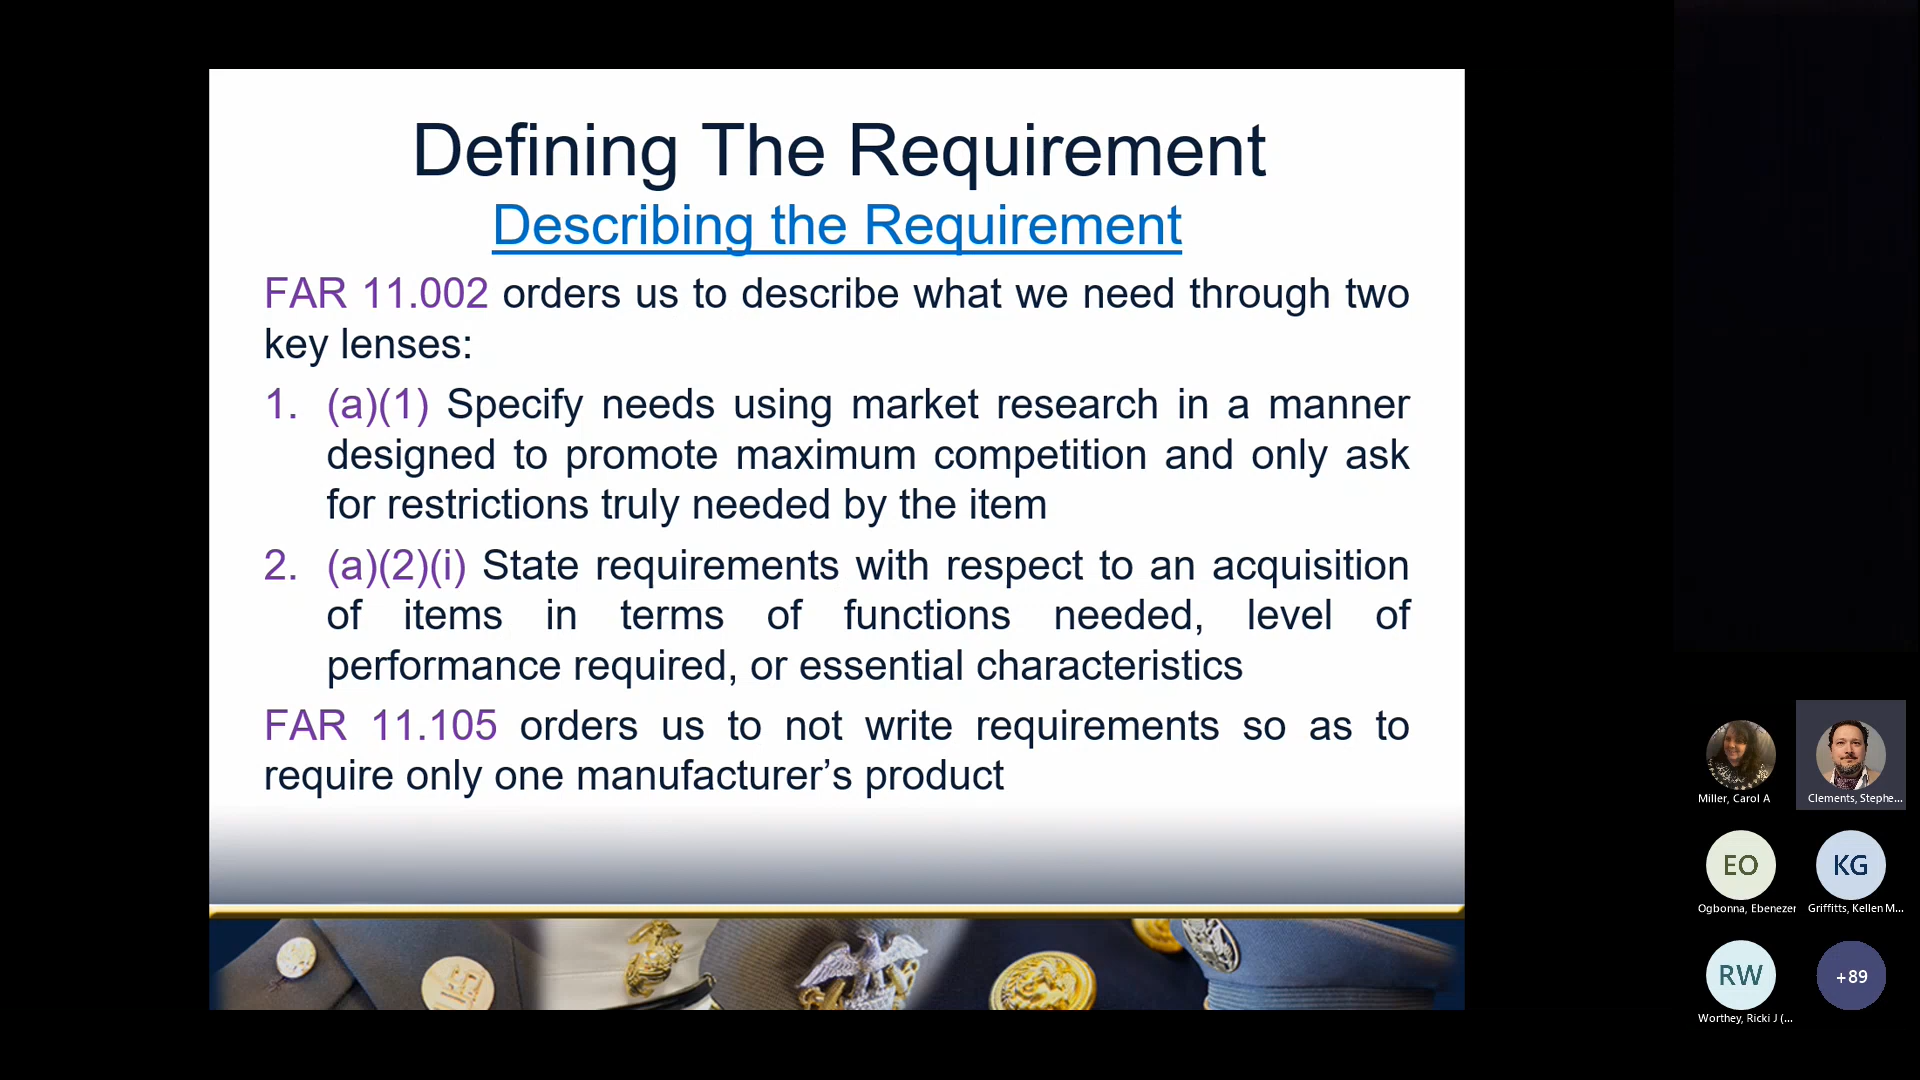 Defining The Requirement
Describing the Requirement
FAR 11.002 orders us to describe what we need through two
key lenses:
1. (a)(1) Specify needs using market research in a manner
designed to promote maximum competition and only ask
for restrictions truly needed by the item
2. (a)(2)(i) State requirements with respect to an acquisition
of items in terms of functions needed, level of
performance required, or essential characteristics
FAR 11.105 orders us to not write requirements so as to
require only one manufacturer’s product
Miller, Carol A
Clements, Stephe...
EO
Ogbonna, Ebenezer
KG
Griffitts, Kellen M...
RW
Worthey, Ricki J (...
+89